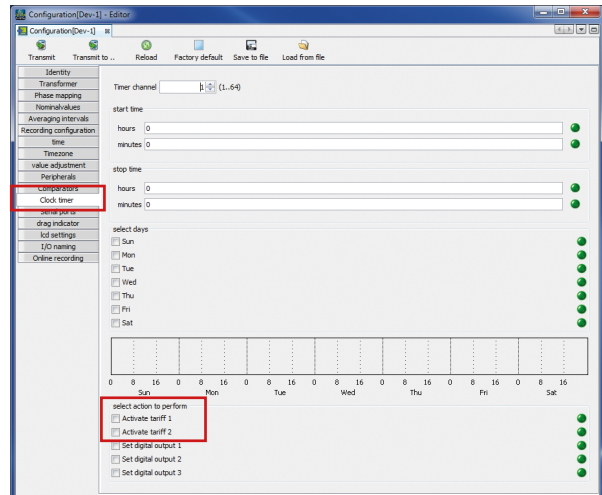 Configuration[Dev-1] - Editor
Configuration[Dev-1]
Transmit Transmit to .. Reload Factory default Save to file Load from file
Identity
Transformer
Phase mapping
Nominalvalues
Averaging intervals
Recording configuration
time
Timezone
value adjustment
Peripherals
Comparators
Clock timer
Serial ports
drag indicator
lcd settings
I/O naming
Online recording
Timer channel 1 (1..64)
start time
hours 0
minutes 0
stop time
hours 0
minutes 0
select days
Sun
Mon
Tue
Wed
Thu
Fri
Sat
0 8 16 0 8 16 0 8 16 0 8 16 0 8 16 0 8 16 0 8 16
Sun Mon Tue Wed Thu Fri Sat
select action to perform
Activate tariff 1
Activate tariff 2
Set digital output 1
Set digital output 2
Set digital output 3